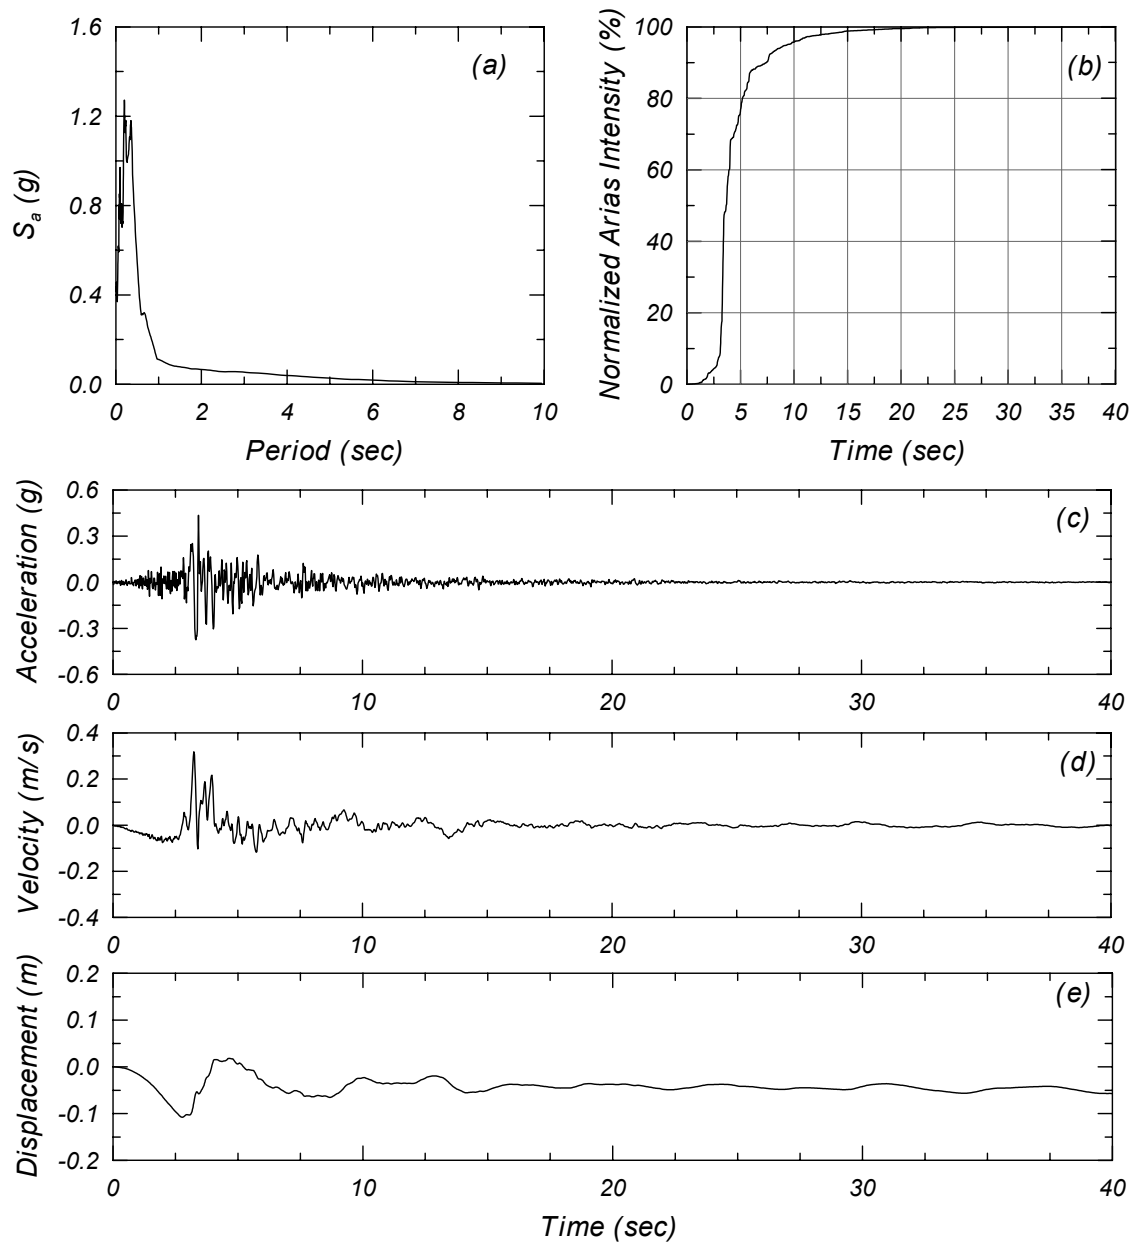 1.6
1.2
0.8
0.4
0.0
S_a (g)
(a)
0 2 4 6 8 10
Period (sec)
100
80
60
40
20
0
Normalized Arias Intensity (%)
(b)
0 5 10 15 20 25 30 35 40
Time (sec)
0.6
0.3
0.0
-0.3
-0.6
Acceleration (g)
(c)
0 10 20 30 40
0.4
0.2
0.0
-0.2
-0.4
Velocity (m/s)
(d)
0 10 20 30 40
0.2
0.1
0.0
-0.1
-0.2
Displacement (m)
(e)
0 10 20 30 40
Time (sec)